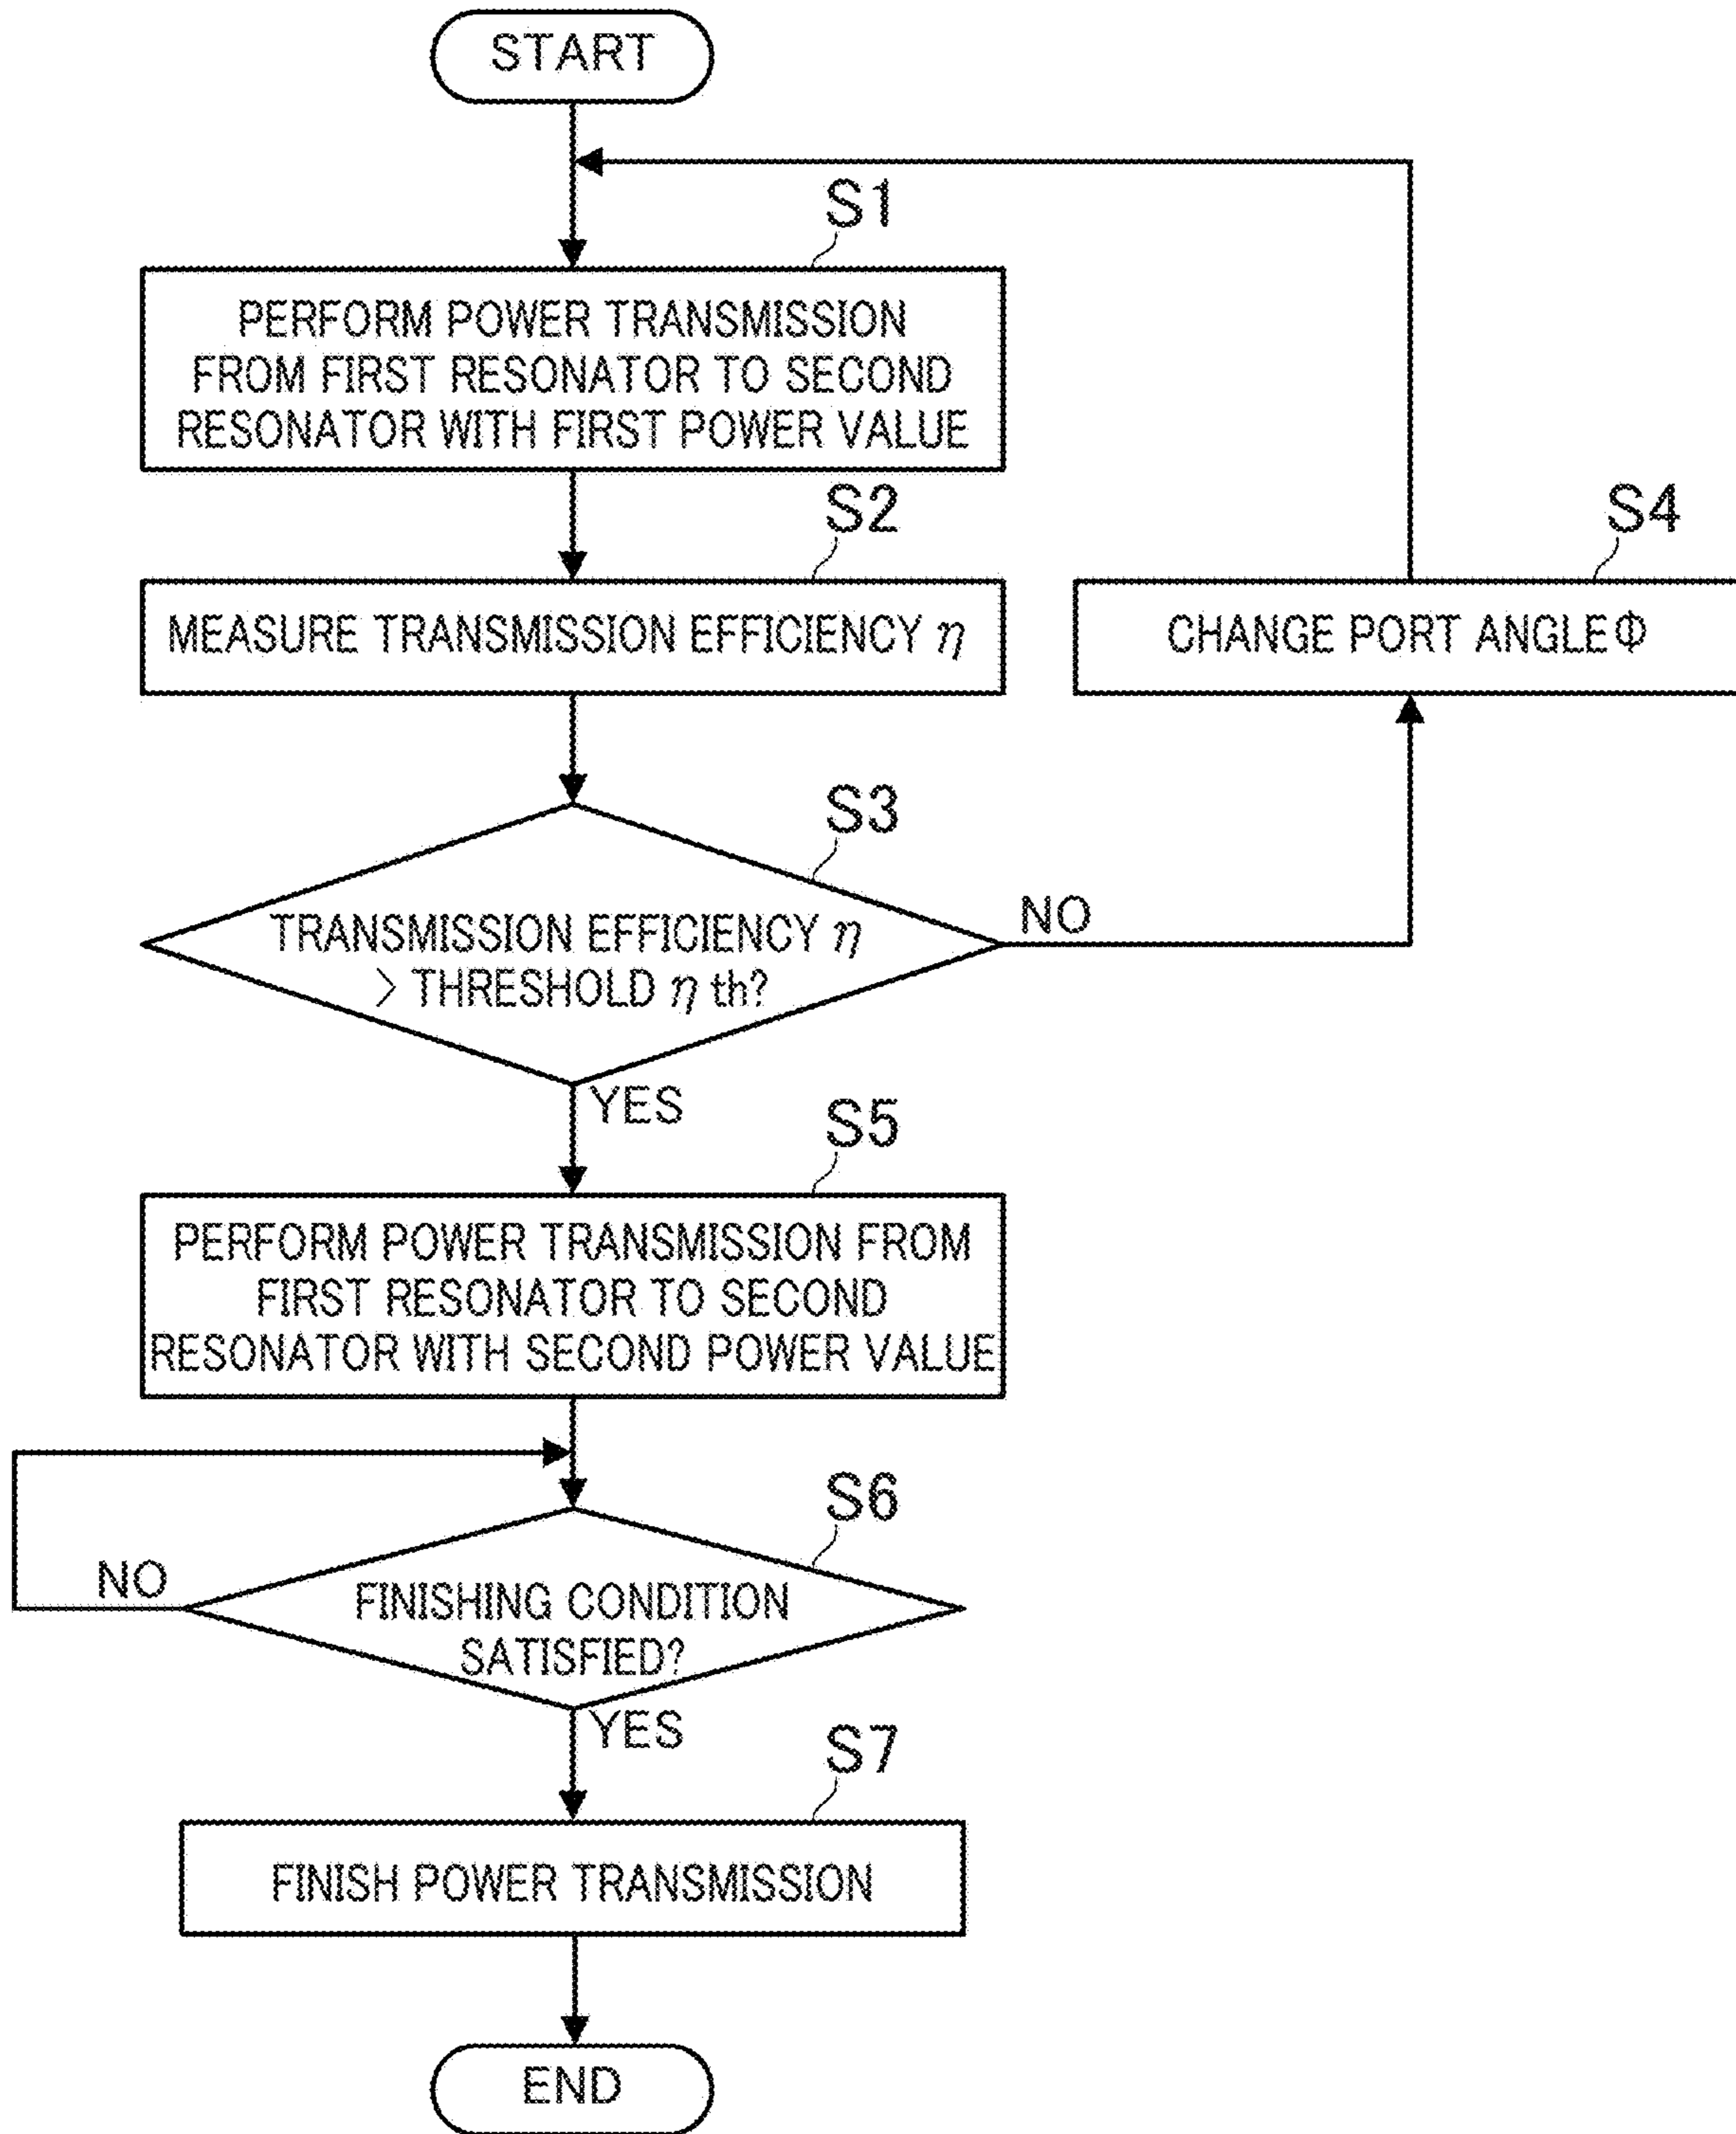 START
S1
PERFORM POWER TRANSMISSION
FROM FIRST RESONATOR TO SECOND
RESONATOR WITH FIRST POWER VALUE
S2
MEASURE TRANSMISSION EFFICIENCY η
S4
CHANGE PORT ANGLE Φ
S3
TRANSMISSION EFFICIENCY η
> THRESHOLD η th?
NO
YES
S5
PERFORM POWER TRANSMISSION FROM
FIRST RESONATOR TO SECOND
RESONATOR WITH SECOND POWER VALUE
S6
NO
FINISHING CONDITION
SATISFIED?
YES
S7
FINISH POWER TRANSMISSION
END